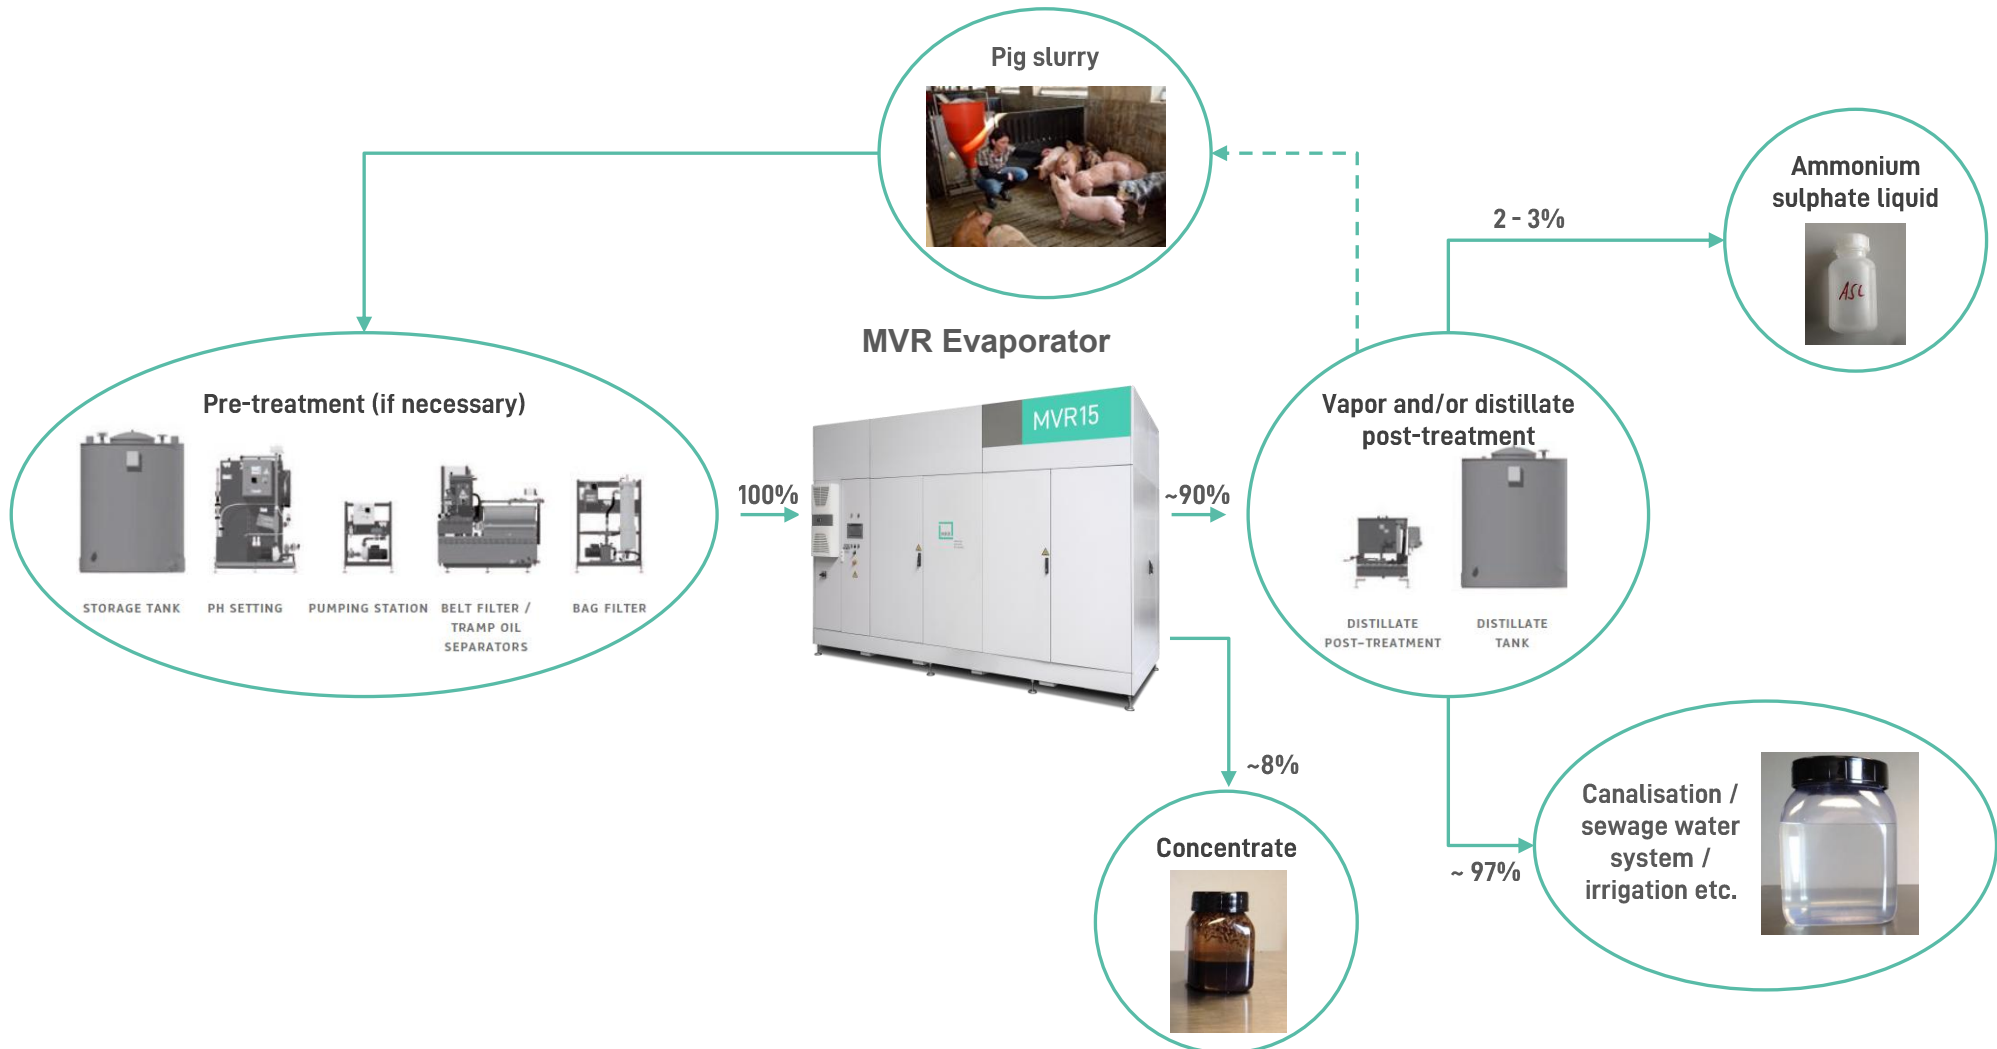 Pig slurry
Ammonium
sulphate liquid
ASL
2 - 3%
MVR Evaporator
Pre-treatment (if necessary)
STORAGE TANK
PH SETTING
PUMPING STATION
BELT FILTER /
TRAMP OIL
SEPARATORS
BAG FILTER
100%
MVR15
~90%
Vapor and/or distillate
post-treatment
DISTILLATE
POST-TREATMENT
DISTILLATE
TANK
~8%
Concentrate
~ 97%
Canalisation /
sewage water
system /
irrigation etc.